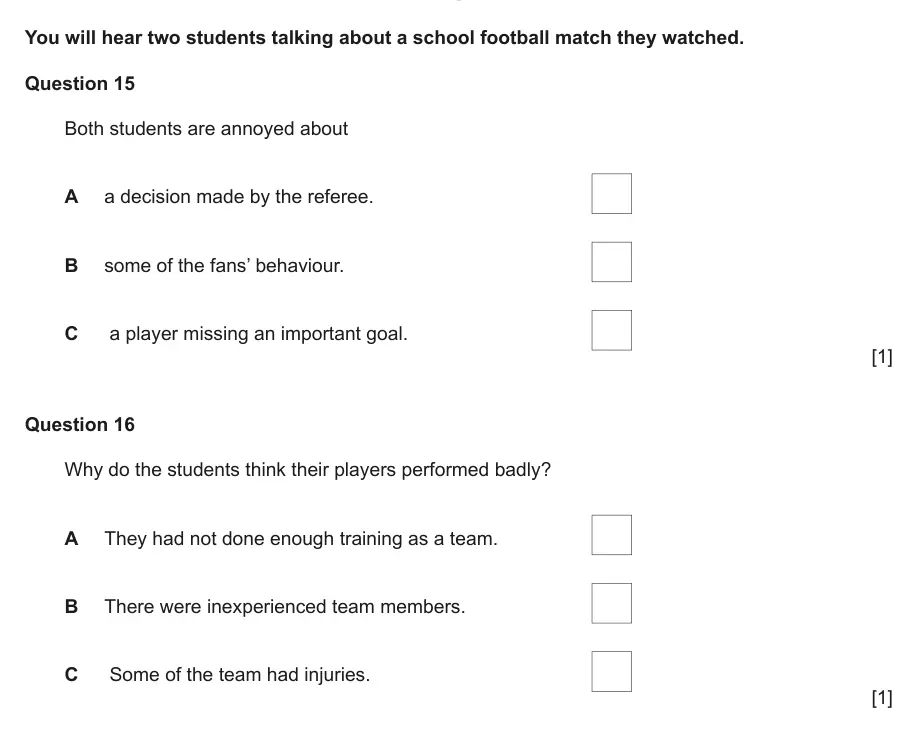 You will hear two students talking about a school football match they watched.
Question 15
Both students are annoyed about
A a decision made by the referee.
B some of the fans’ behaviour.
C a player missing an important goal.
[1]
Question 16
Why do the students think their players performed badly?
A They had not done enough training as a team.
B There were inexperienced team members.
C Some of the team had injuries.
[1]